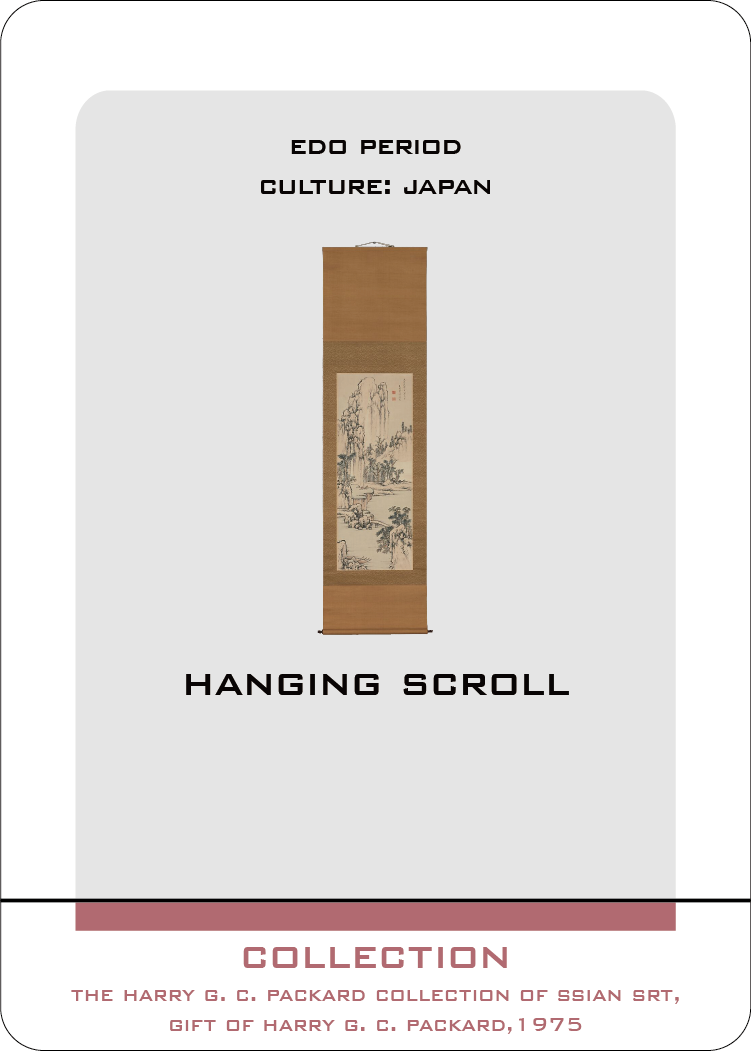 EDO PERIOD
CULTURE: JAPAN
HANGING SCROLL
COLLECTION
THE HARRY G. C. PACKARD COLLECTION OF SSIAN SRT,
GIFT OF HARRY G. C. PACKARD,1975